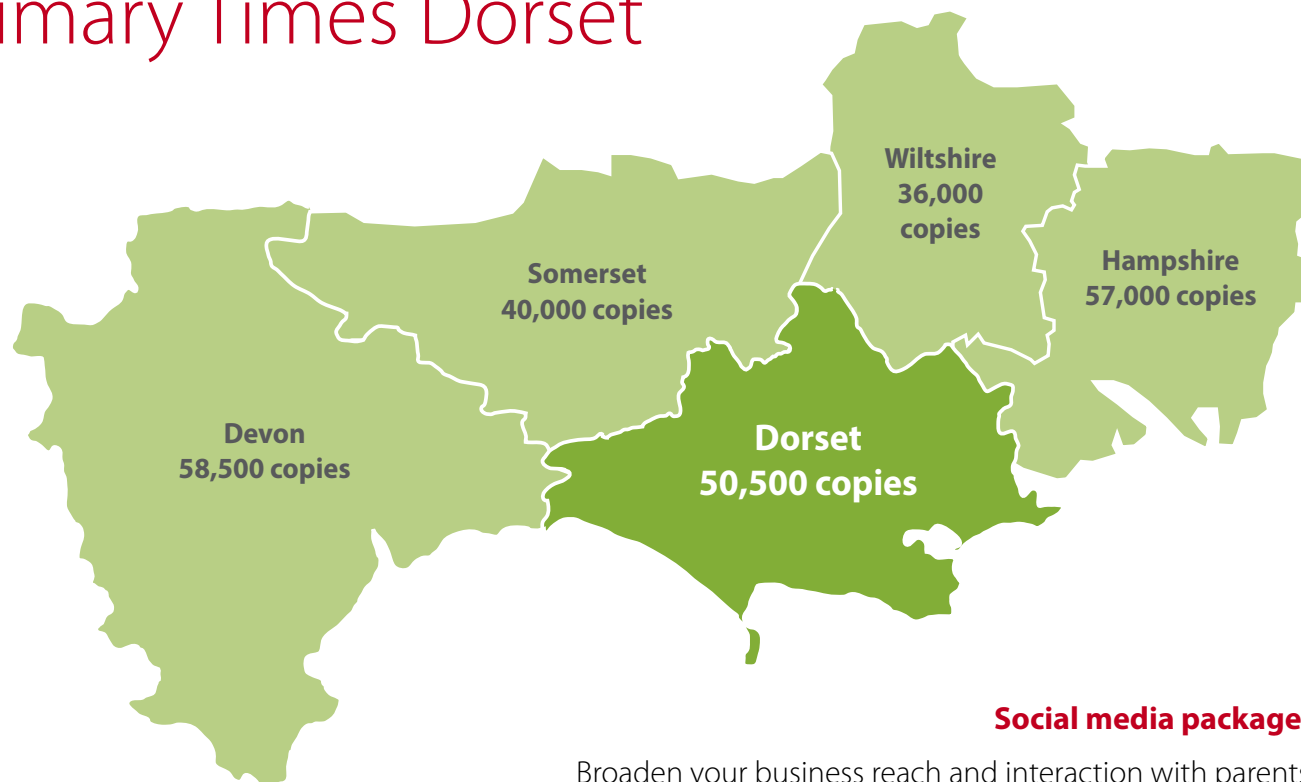 imary Times Dorset
Wiltshire
36,000
copies
Hampshire
57,000 copies
Somerset
40,000 copies
Devon
58,500 copies
Dorset
50,500 copies
Social media package
Broaden your business reach and interaction with parent